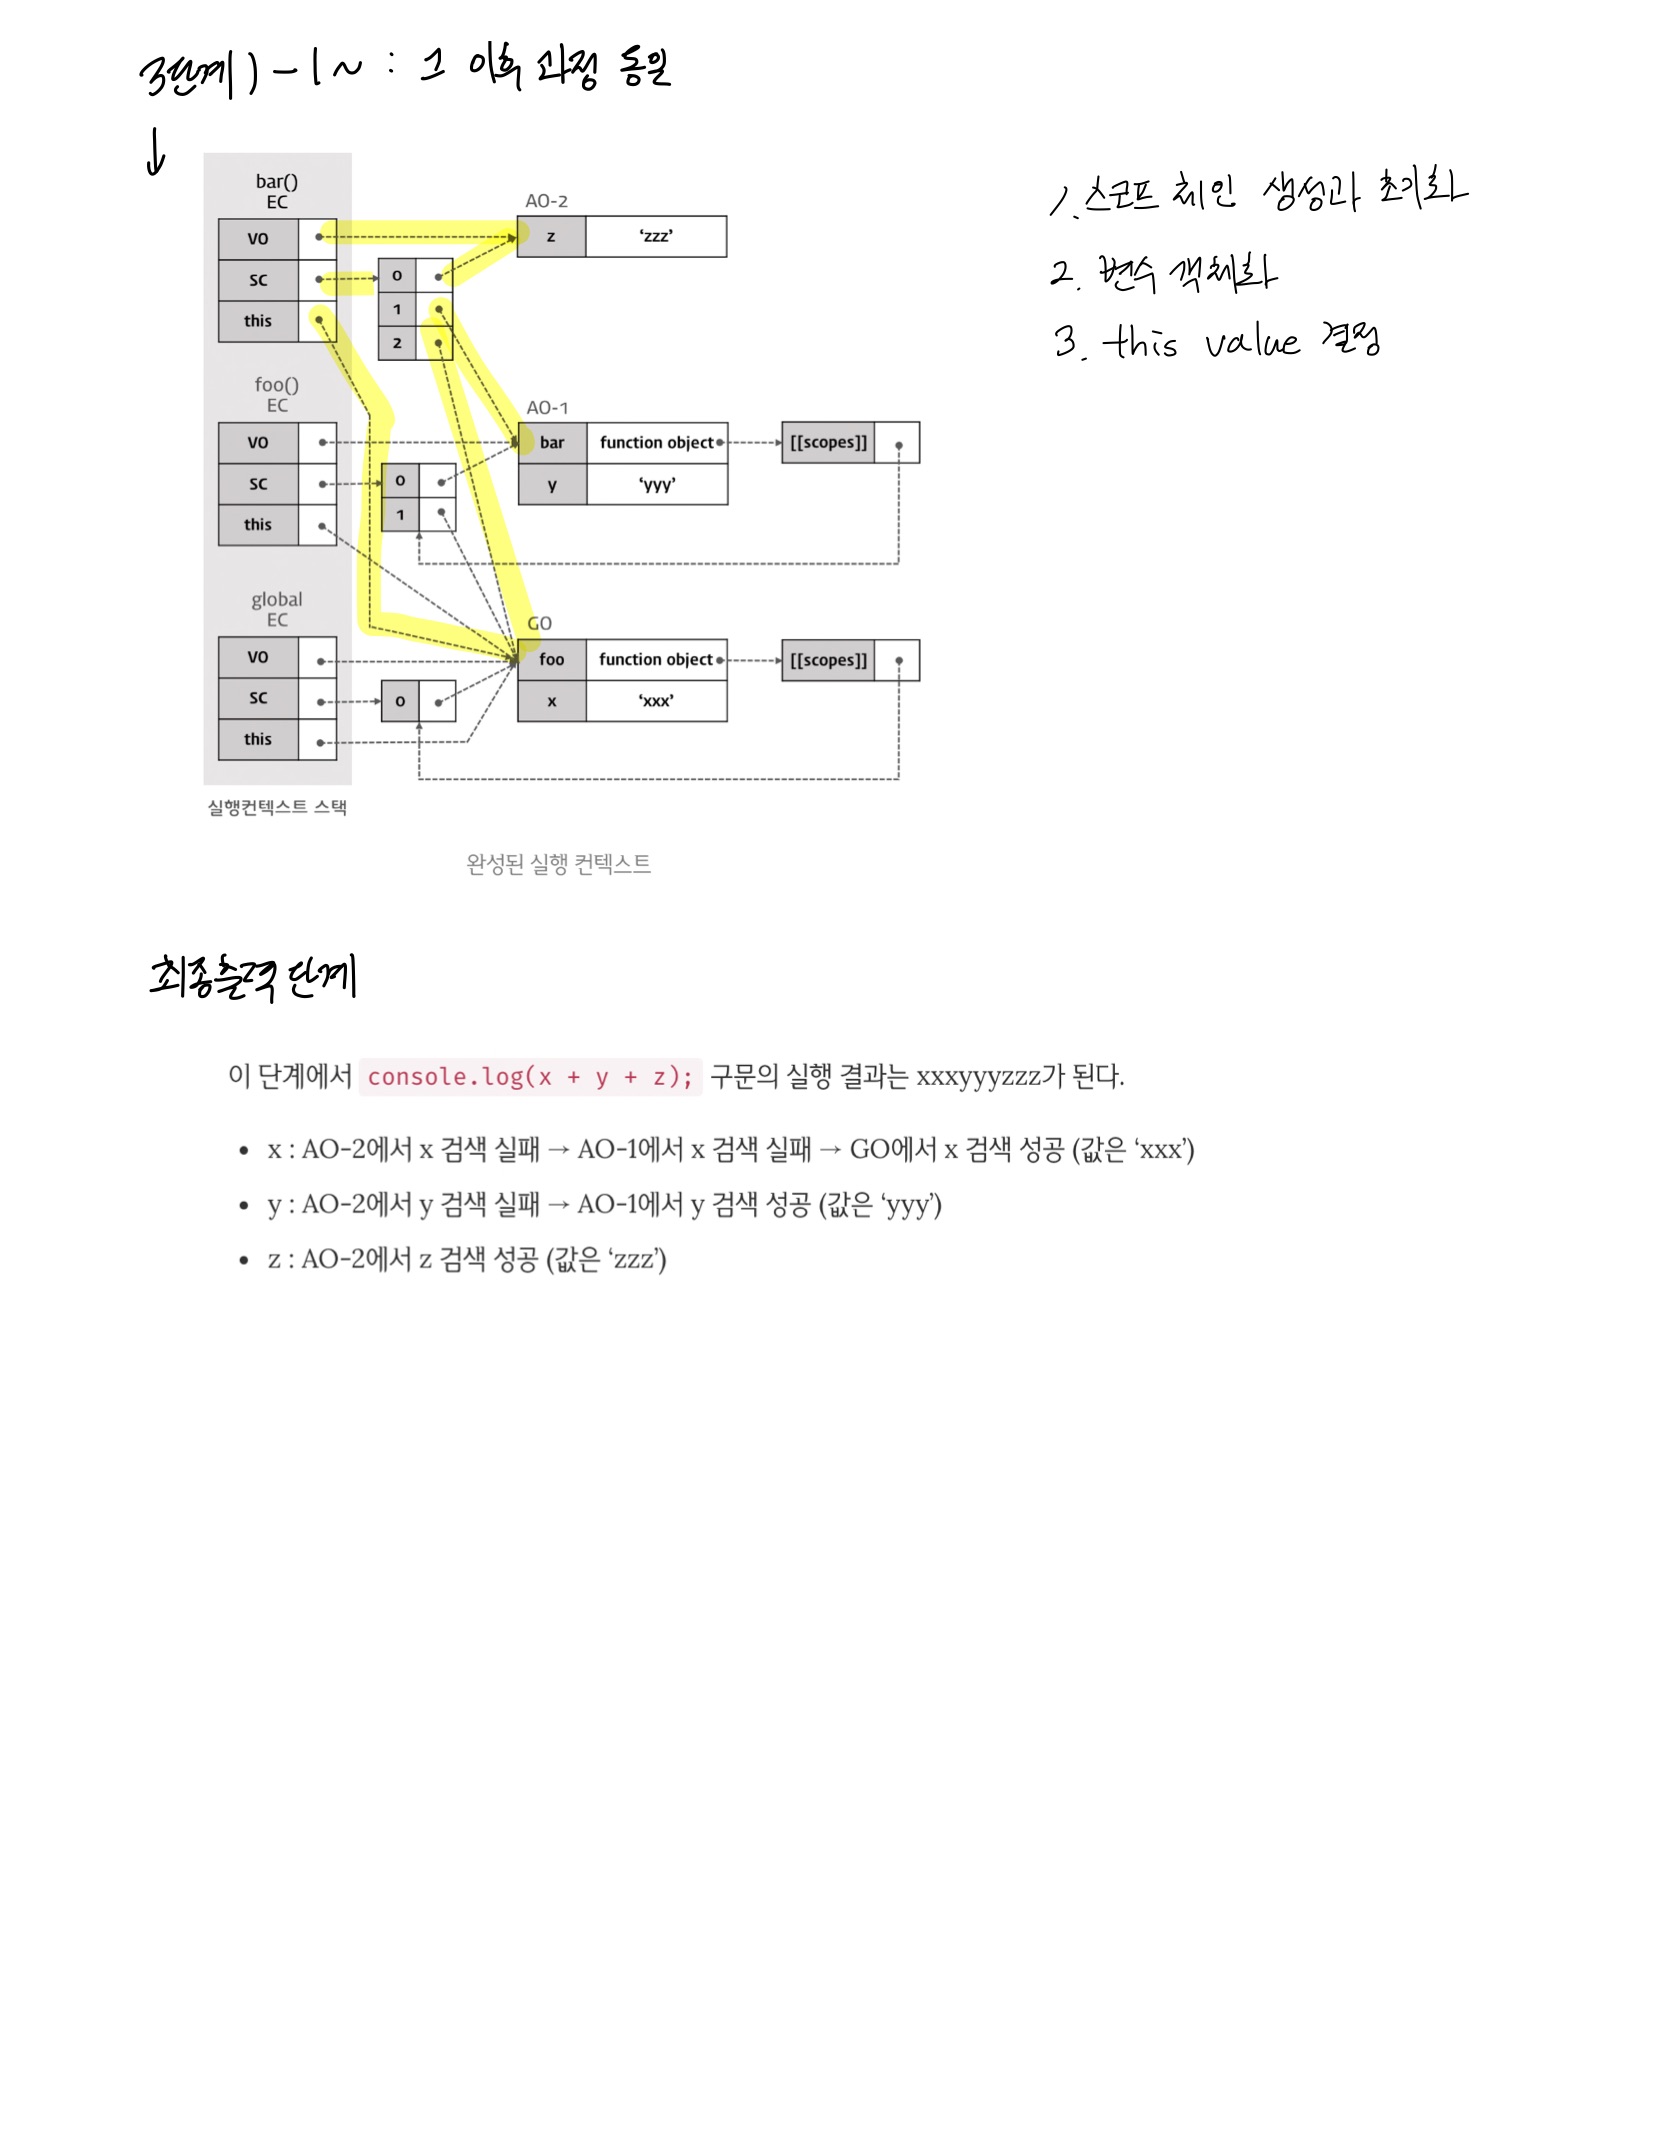 3단계) - 1 ~ : 그 이후 과정 동일
↓
1. 스코프 체인 생성과 초기화
2. 변수 객체화
3. this value 결정
bar()
EC
VO
SC
this
0
1
2
AO-2
z ‘zzz’
foo()
EC
VO
SC
this
0
1
AO-1
bar function object [[scopes]]
y ‘yyy’
global
EC
VO
SC
this
0
GO
foo function object [[scopes]]
x ‘xxx’
실행컨텍스트 스택
완성된 실행 컨텍스트
최종출력 단계
이 단계에서 console.log(x + y + z); 구문의 실행 결과는 xxxyyyzzz가 된다.
• x : AO-2에서 x 검색 실패 → AO-1에서 x 검색 실패 → GO에서 x 검색 성공 (값은 ‘xxx’)
• y : AO-2에서 y 검색 실패 → AO-1에서 y 검색 성공 (값은 ‘yyy’)
• z : AO-2에서 z 검색 성공 (값은 ‘zzz’)